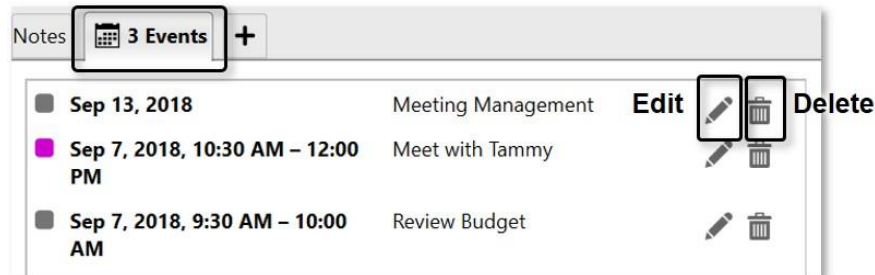 Notes 3 Events +
Sep 13, 2018 Meeting Management Edit Delete
Sep 7, 2018, 10:30 AM – 12:00 Meet with Tammy
PM
Sep 7, 2018, 9:30 AM – 10:00 Review Budget
AM